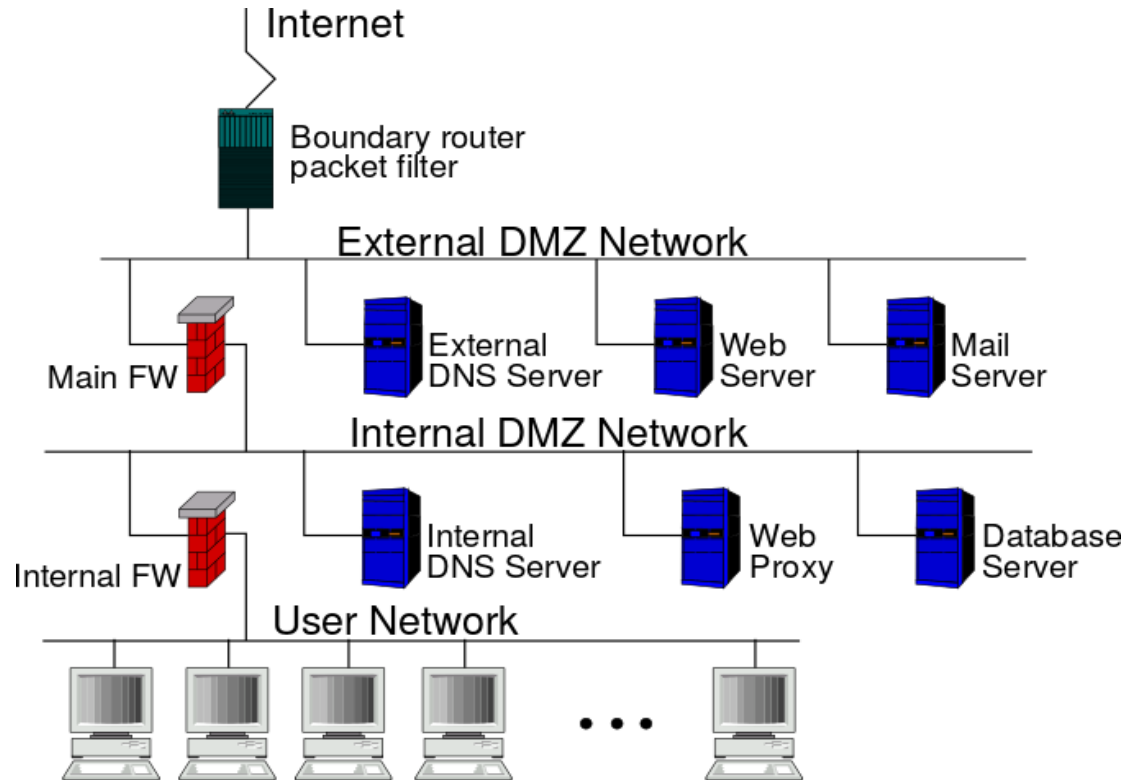 Internet
Boundary router
packet filter
External DMZ Network
Main FW
External
DNS Server
Web
Server
Mail
Server
Internal DMZ Network
Internal FW
Internal
DNS Server
Web
Proxy
Database
Server
User Network